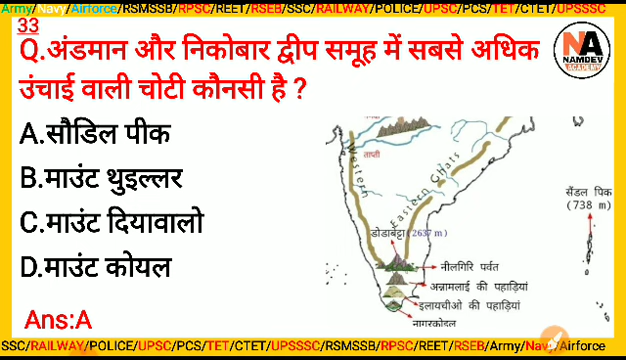 Army/Navy/Airforce/RSMSSB/RPSC/REET/RSEB/SSC/RAILWAY/POLICE/UPSC/PCS/TET/CTET/UPSSSC
33
Q.अंडमान और निकोबार द्वीप समूह में सबसे अधिक
उंचाई वाली चोटी कौनसी है ?
NA
NAMDEV
ACADEMY
A.सौडिल पीक
B.माउंट थुइल्लर
C.माउंट दियावालो
D.माउंट कोयल
Ans:A
ताप्ती
Western
Eastern Ghats
सैंडल पिक
(738 m)
डोडाबेट्टा (2637 m)
नीलगिरि पर्वत
अन्नामलाई की पहाड़ियां
इलायचीओ की पहाड़ियां
नागरकोइल
SSC/RAILWAY/POLICE/UPSC/PCS/TET/CTET/UPSSSC/RSMSSB/RPSC/REET/RSEB/Army/Navy/Airforce